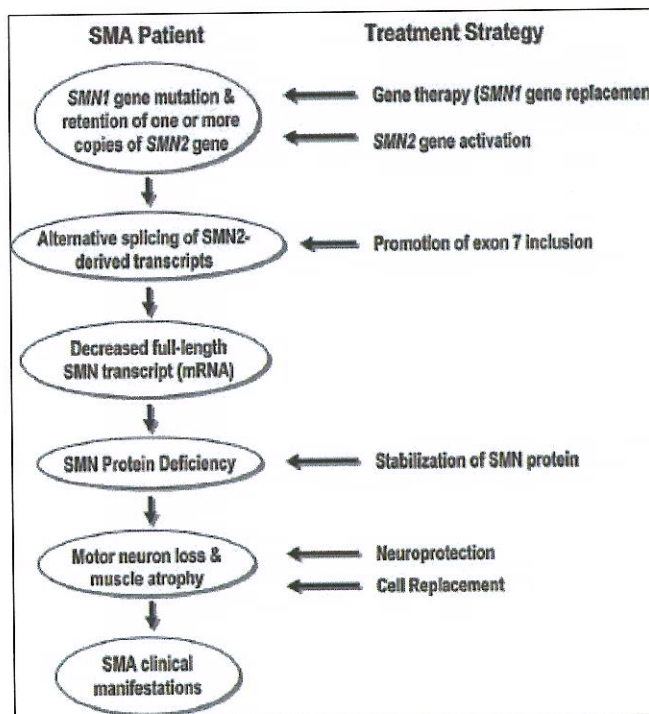 SMA Patient
Treatment Strategy
SMN1 gene mutation &
retention of one or more
copies of SMN2 gene
Gene therapy (SMN1 gene replacemen
SMN2 gene activation
Alternative splicing of SMN2-
derived transcripts
Promotion of exon 7 inclusion
Decreased full-length
SMN transcript (mRNA)
SMN Protein Deficiency
Stabilization of SMN protein
Motor neuron loss &
muscle atrophy
Neuroprotection
Cell Replacement
SMA clinical
manifestations